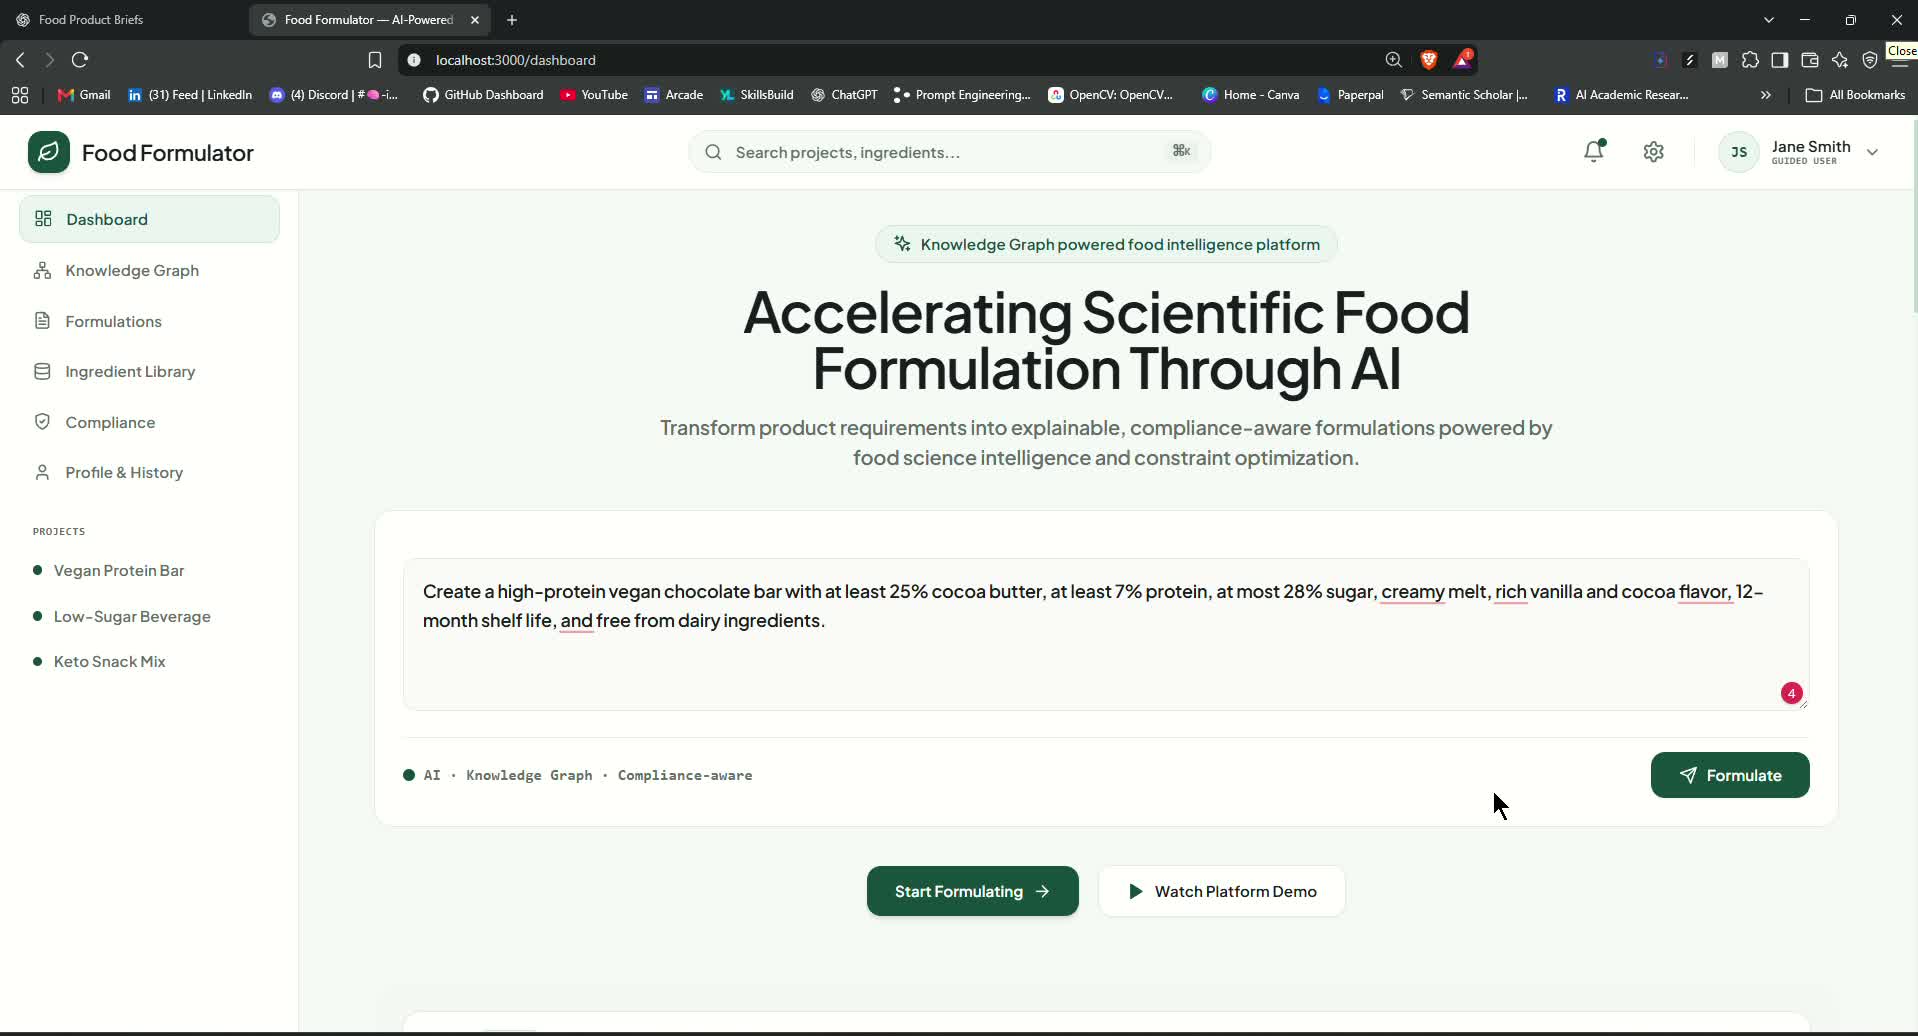 Food Product Briefs
Food Formulator — AI-Powered
Close
localhost:3000/dashboard
1
Gmail
(31) Feed | LinkedIn
(4) Discord | #🧠-i...
GitHub Dashboard
YouTube
Arcade
SkillsBuild
ChatGPT
Prompt Engineering...
OpenCV: OpenCV...
Home - Canva
Paperpal
Semantic Scholar |...
AI Academic Resear...
All Bookmarks
Food Formulator
Search projects, ingredients...
⌘K
JS
Jane Smith
GUIDED USER
Dashboard
Knowledge Graph
Formulations
Ingredient Library
Compliance
Profile & History
PROJECTS
Vegan Protein Bar
Low-Sugar Beverage
Keto Snack Mix
Knowledge Graph powered food intelligence platform
Accelerating Scientific Food
Formulation Through AI
Transform product requirements into explainable, compliance-aware formulations powered by
food science intelligence and constraint optimization.
Create a high-protein vegan chocolate bar with at least 25% cocoa butter, at least 7% protein, at most 28% sugar, creamy melt, rich vanilla and cocoa flavor, 12-
month shelf life, and free from dairy ingredients.
4
AI · Knowledge Graph · Compliance-aware
Formulate
Start Formulating →
Watch Platform Demo